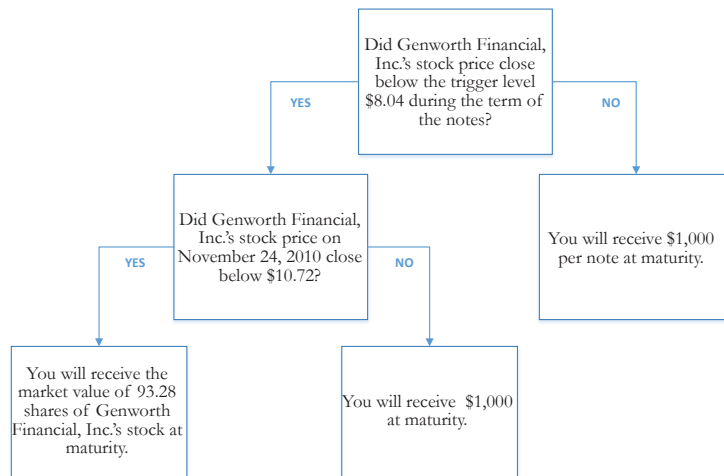 Did Genworth Financial,
Inc.'s stock price close
below the trigger level
$8.04 during the term of
the notes?
YES
NO
Did Genworth Financial,
Inc.'s stock price on
November 24, 2010 close
below $10.72?
You will receive $1,000
per note at maturity.
YES
NO
You will receive the
market value of 93.28
shares of Genworth
Financial, Inc.'s stock at
maturity.
You will receive  $1,000
at maturity.